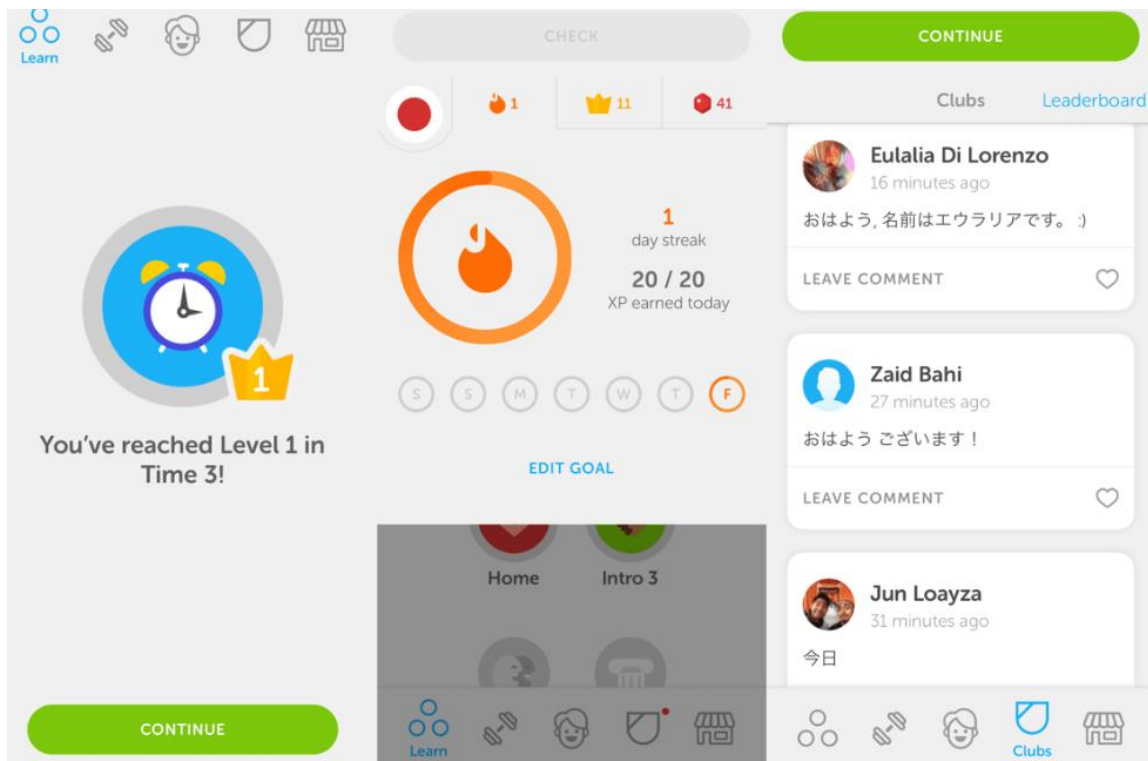 Learn
1
You've reached Level 1 in
Time 3!
CONTINUE
CHECK
1
11
41
1
day streak
20 / 20
XP earned today
S
S
M
T
W
T
F
EDIT GOAL
Home
Intro 3
Learn
CONTINUE
Clubs
Leaderboard
Eulalia Di Lorenzo
16 minutes ago
おはよう, 名前はエウラリアです。 :)
LEAVE COMMENT
Zaid Bahi
27 minutes ago
おはよう ございます！
LEAVE COMMENT
Jun Loayza
31 minutes ago
今日
Clubs